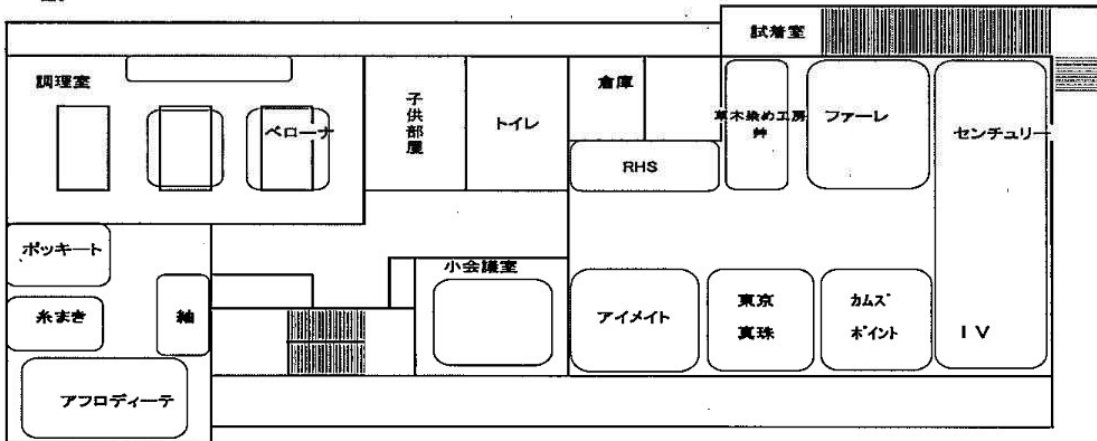 試着室
調理室
ベローナ
子供部屋
トイレ
倉庫
RHS
草木染め工房
艸
ファーレ
センチュリー
ポッキート
糸まき
紬
アフロディーテ
小会議室
アイメイト
東京
真珠
カムズ
ポイント
IV